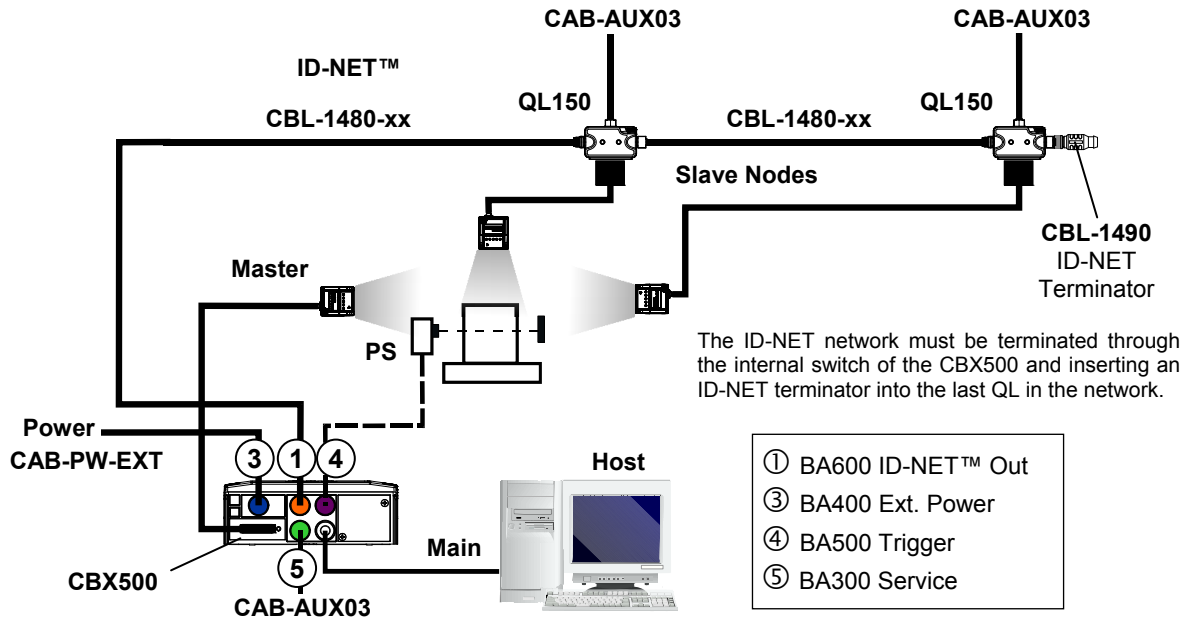 CAB-AUX03
CAB-AUX03
ID-NET™
QL150
QL150
CBL-1480-xx
CBL-1480-xx
Slave Nodes
CBL-1490
ID-NET
Terminator
Master
PS
The ID-NET network must be terminated through
the internal switch of the CBX500 and inserting an
ID-NET terminator into the last QL in the network.
Power
CAB-PW-EXT
3
1
4
Host
① BA600 ID-NET™ Out
③ BA400 Ext. Power
④ BA500 Trigger
⑤ BA300 Service
Main
5
CBX500
CAB-AUX03